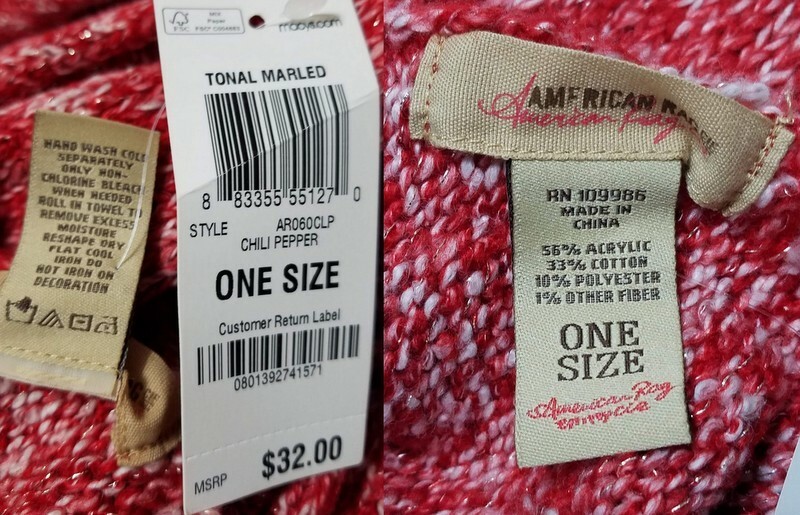 HAND WASH COLD
SEPARATELY
ONLY NON-
CHLORINE BLEACH
WHEN NEEDED
ROLL IN TOWEL TO
REMOVE EXCESS
MOISTURE
RESHAPE DRY
FLAT COOL
IRON DO
NOT IRON ON
DECORATION
FSC
MIX
Paper
macys.com
TONAL MARLED
8 83355 55127 0
STYLE AR060CLP
CHILI PEPPER
ONE SIZE
Customer Return Label
0801392741571
MSRP $32.00
AMERICAN RAG
American Rag
RN 109986
MADE IN
CHINA
56% ACRYLIC
33% COTTON
10% POLYESTER
1% OTHER FIBER
ONE
SIZE
American Rag